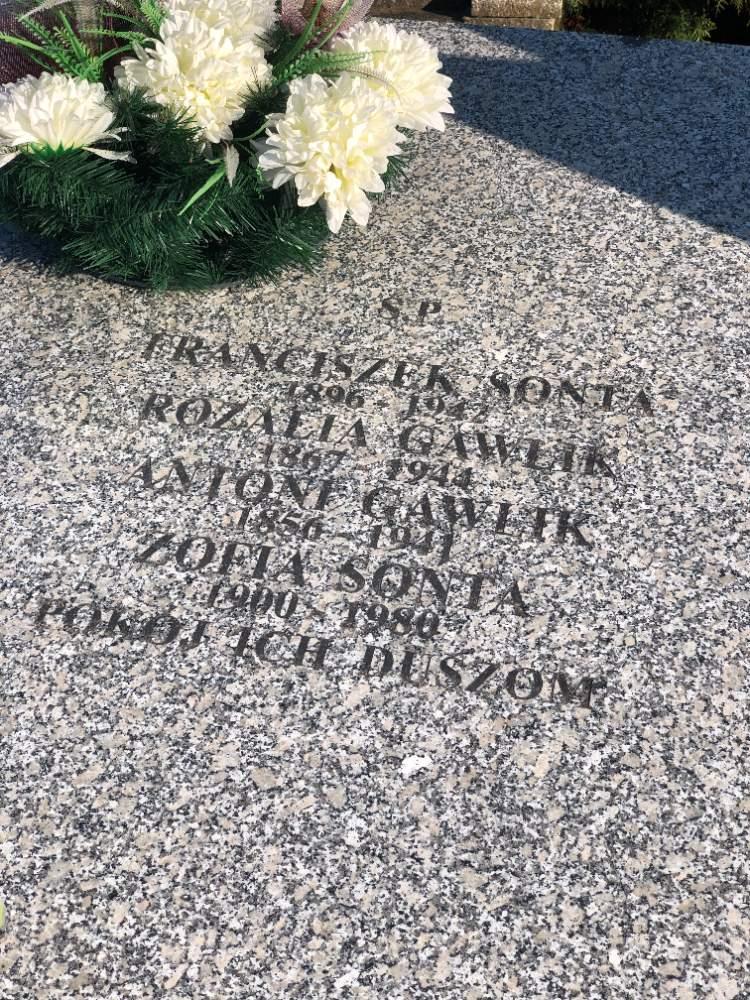 Ś.P.
FRANCISZEK SONTA
1896 - 1942
ROZALIA GAWLIK
1867 - 1944
ANTONI GAWLIK
1856 - 1941
ZOFIA SONTA
1900 - 1980
POKÓJ ICH DUSZOM